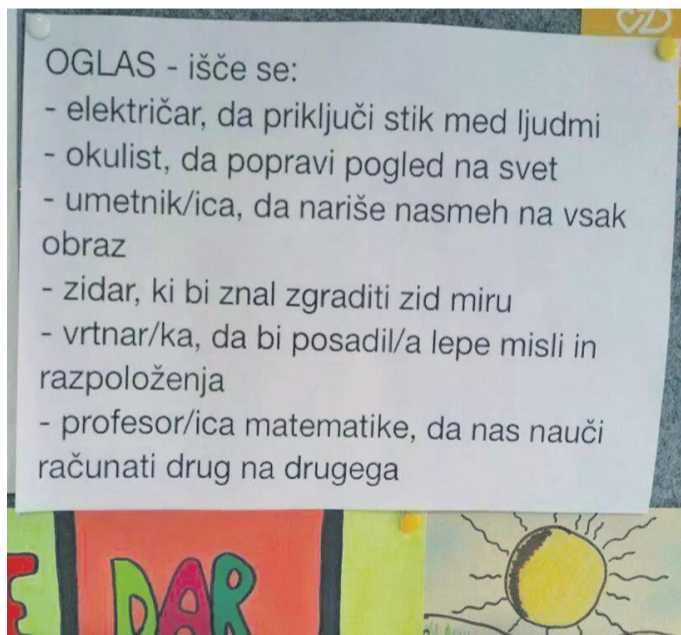 OGLAS - išče se:
- električar, da priključi stik med ljudmi
- okulist, da popravi pogled na svet
- umetnik/ica, da nariše nasmeh na vsak
obraz
- zidar, ki bi znal zgraditi zid miru
- vrtnar/ka, da bi posadil/a lepe misli in
razpoloženja
- profesor/ica matematike, da nas nauči
računati drug na drugega
E DAR